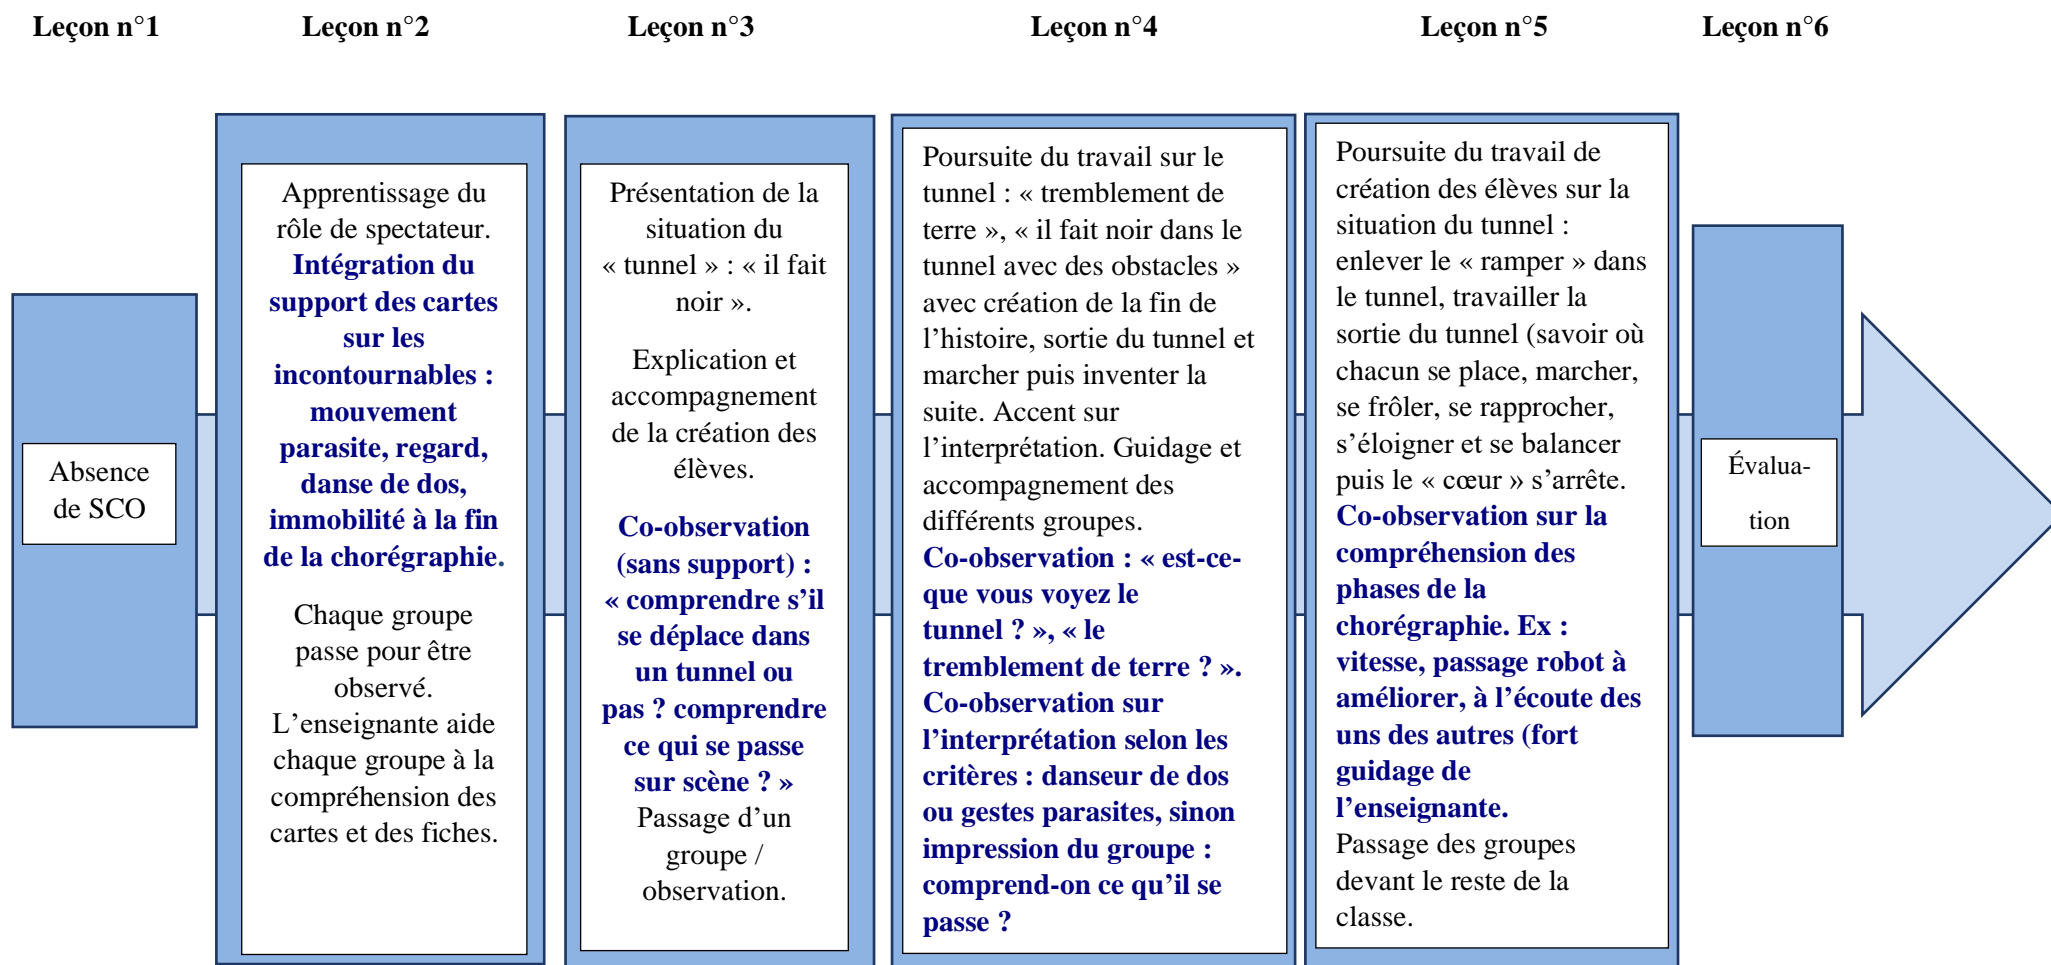 Leçon n°1
Leçon n°2
Leçon n°3
Leçon n°4
Leçon n°5
Leçon n°6
Absence
de SCO
Apprentissage du
rôle de spectateur.
Intégration du
support des cartes
sur les
incontournables :
mouvement
parasite, regard,
danse de dos,
immobilité à la fin
de la chorégraphie.
Chaque groupe
passe pour être
observé.
L’enseignante aide
chaque groupe à la
compréhension des
cartes et des fiches.
Présentation de la
situation du
« tunnel » : « il fait
noir ».
Explication et
accompagnement
de la création des
élèves.
Co-observation
(sans support) :
« comprendre s’il
se déplace dans
un tunnel ou
pas ? comprendre
ce qui se passe
sur scène ? »
Passage d’un
groupe /
observation.
Poursuite du travail sur le
tunnel : « tremblement de
terre », « il fait noir dans le
tunnel avec des obstacles »
avec création de la fin de
l’histoire, sortie du tunnel et
marcher puis inventer la
suite. Accent sur
l’interprétation. Guidage et
accompagnement des
différents groupes.
Co-observation : « est-ce-
que vous voyez le
tunnel ? », « le
tremblement de terre ? ».
Co-observation sur
l’interprétation selon les
critères : danseur de dos
ou gestes parasites, sinon
impression du groupe :
comprend-on ce qu’il se
passe ?
Poursuite du travail de
création des élèves sur la
situation du tunnel :
enlever le « ramper » dans
le tunnel, travailler la
sortie du tunnel (savoir où
chacun se place, marcher,
se frôler, se rapprocher,
s’éloigner et se balancer
puis le « cœur » s’arrête.
Co-observation sur la
compréhension des
phases de la
chorégraphie. Ex :
vitesse, passage robot à
améliorer, à l’écoute des
uns des autres (fort
guidage de
l’enseignante.
Passage des groupes
devant le reste de la
classe.
Évalua-
tion